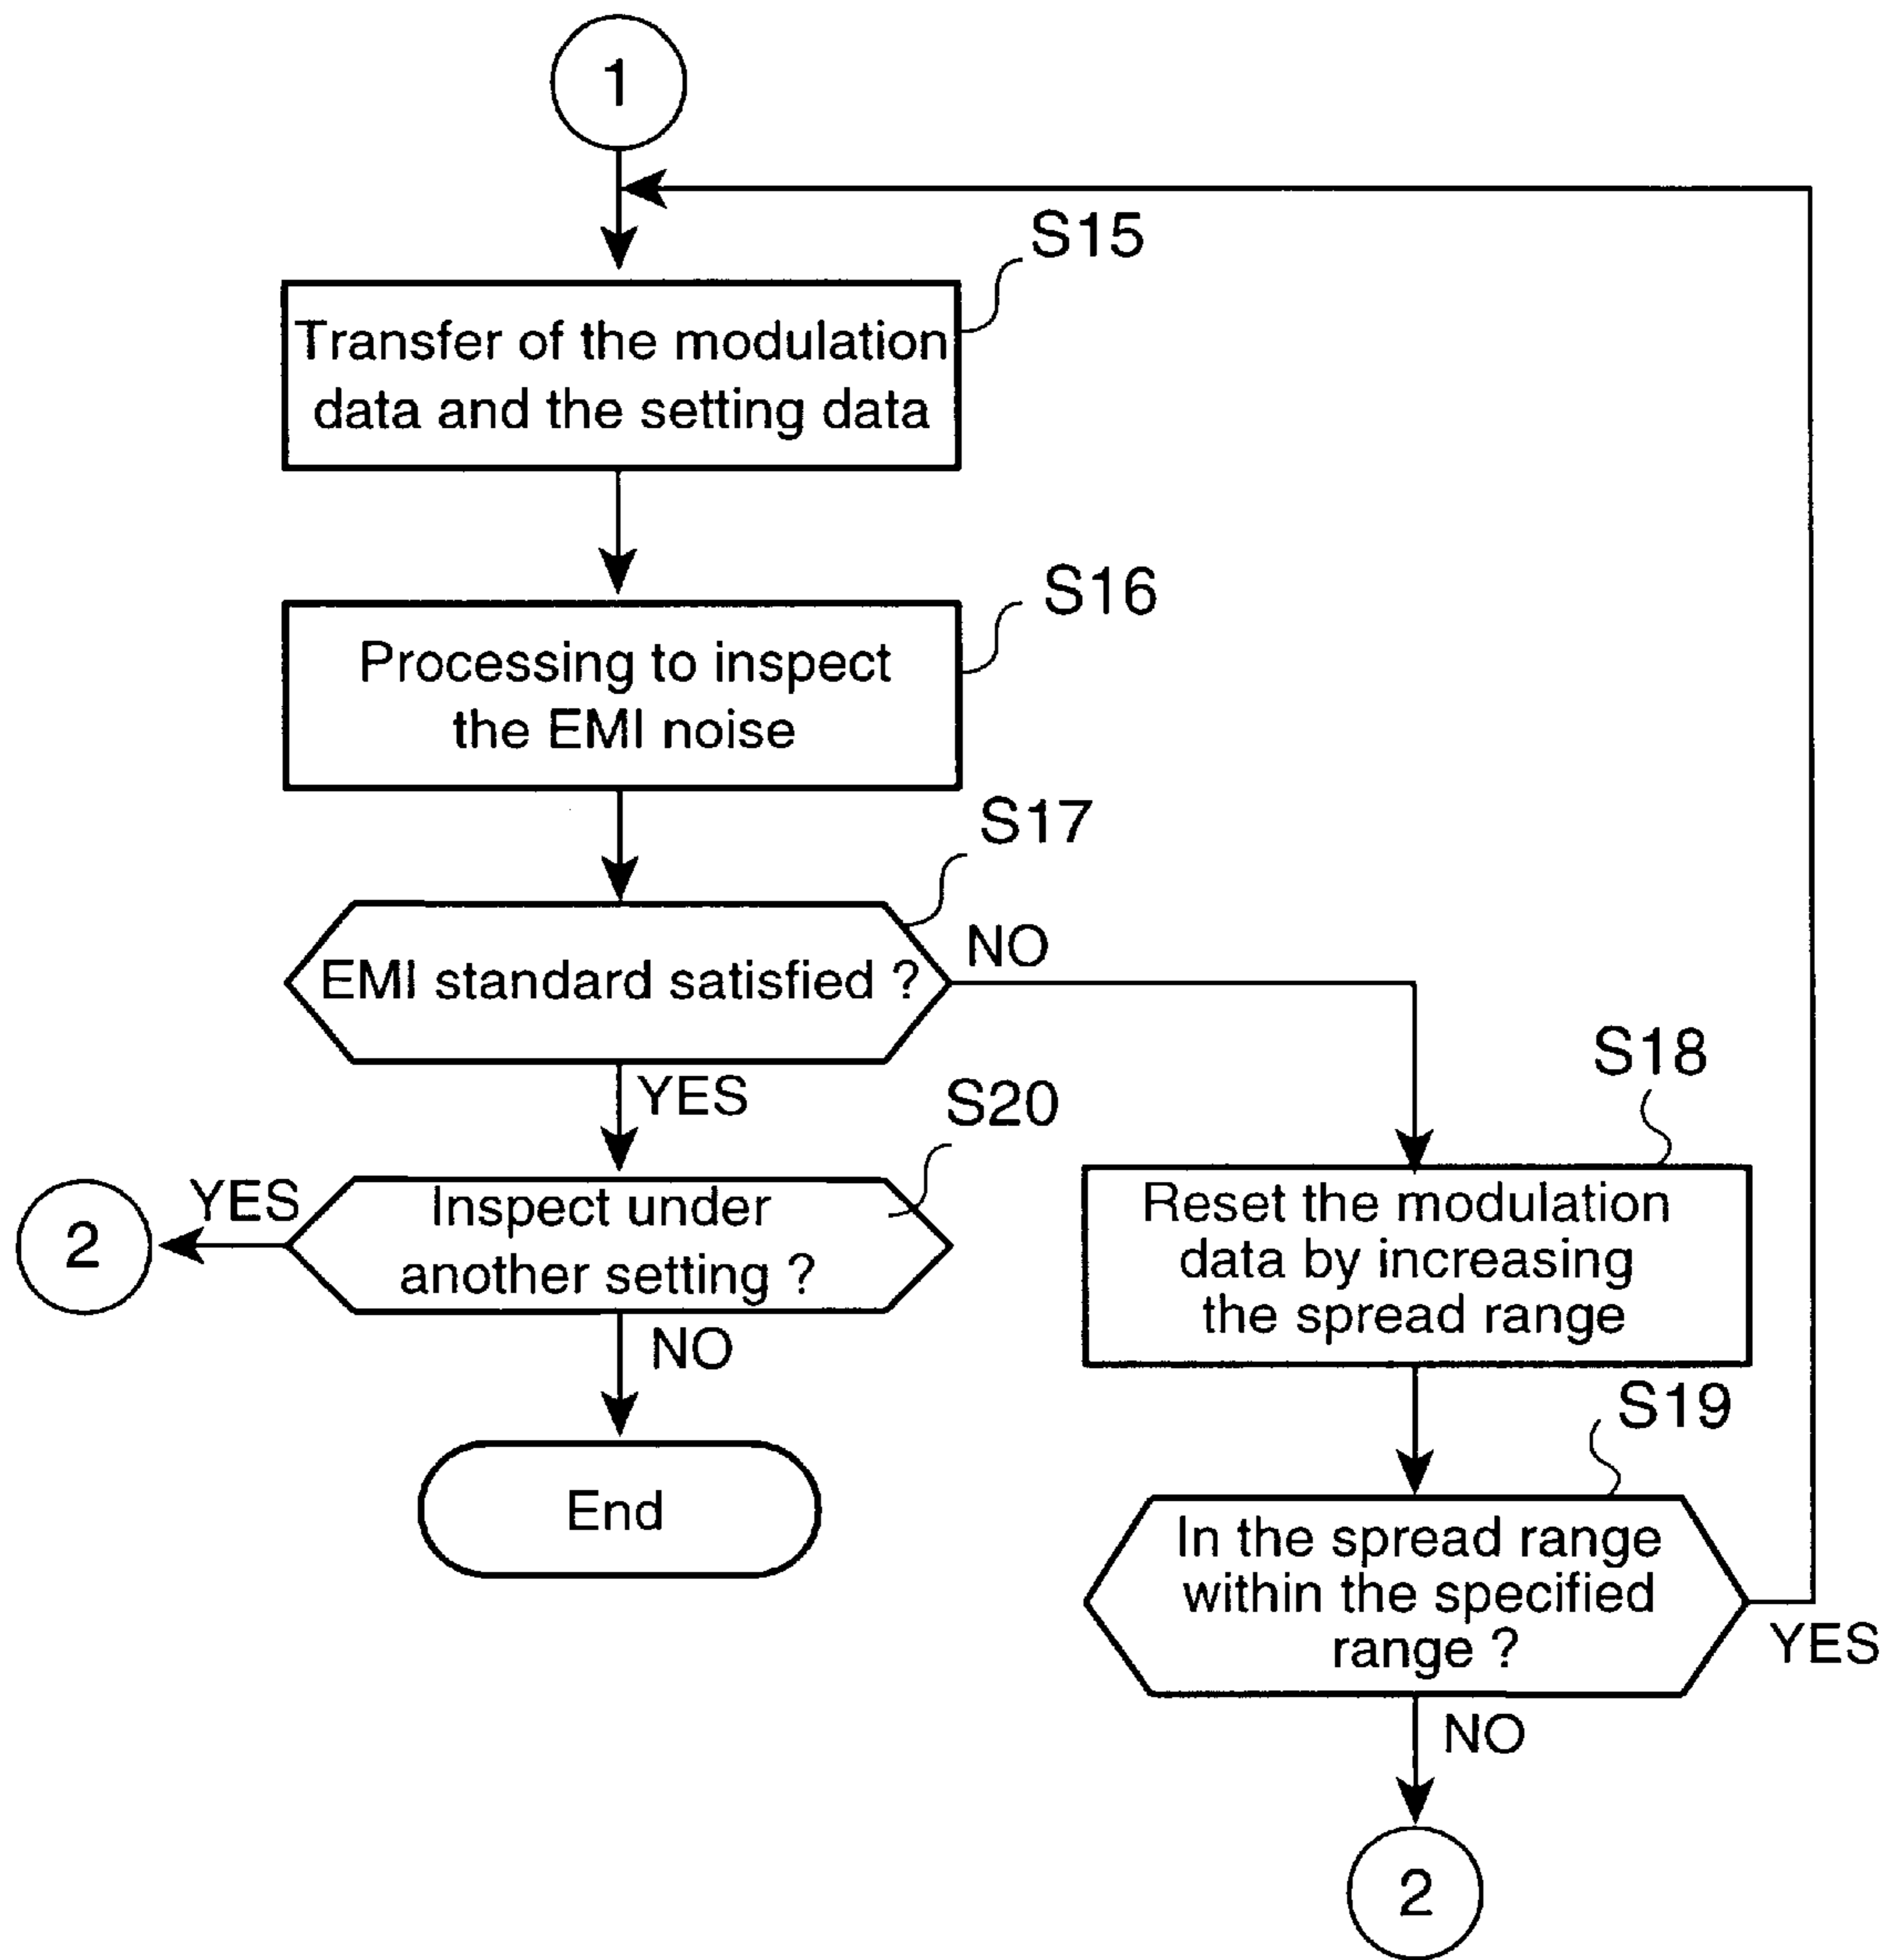 1
S15
Transfer of the modulation
data and the setting data
S16
Processing to inspect
the EMI noise
S17
EMI standard satisfied ?
NO
YES
S18
Reset the modulation
data by increasing
the spread range
S20
Inspect under
another setting ?
YES
2
NO
End
S19
In the spread range
within the specified
range ?
YES
NO
2